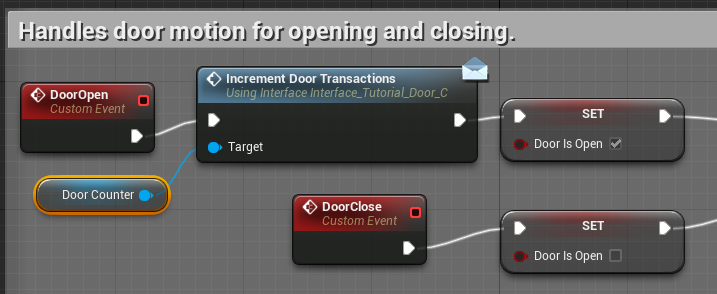 Handles door motion for opening and closing.
DoorOpen
Custom Event
Increment Door Transactions
Using Interface Interface_Tutorial_Door_C
Target
SET
Door Is Open
Door Counter
DoorClose
Custom Event
SET
Door Is Open